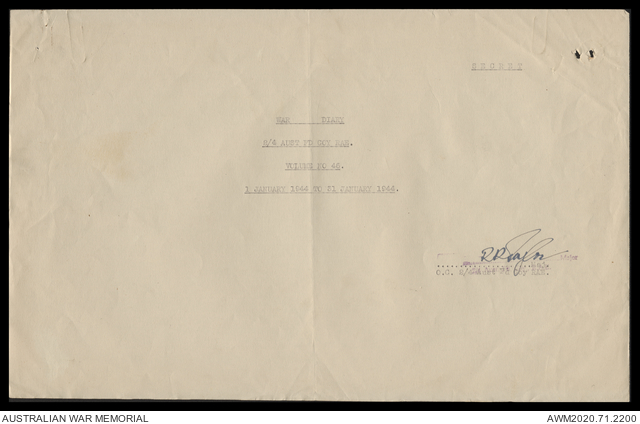 SECRET
WAR DIARY
2/4 AUST FD COY RAE.
VOLUME NO 46.
1 JANUARY 1944 TO 31 JANUARY 1944.
O.C. 2/4 Aust Fd Coy RAE.
AUSTRALIAN WAR MEMORIAL
AWM2020.71.2200